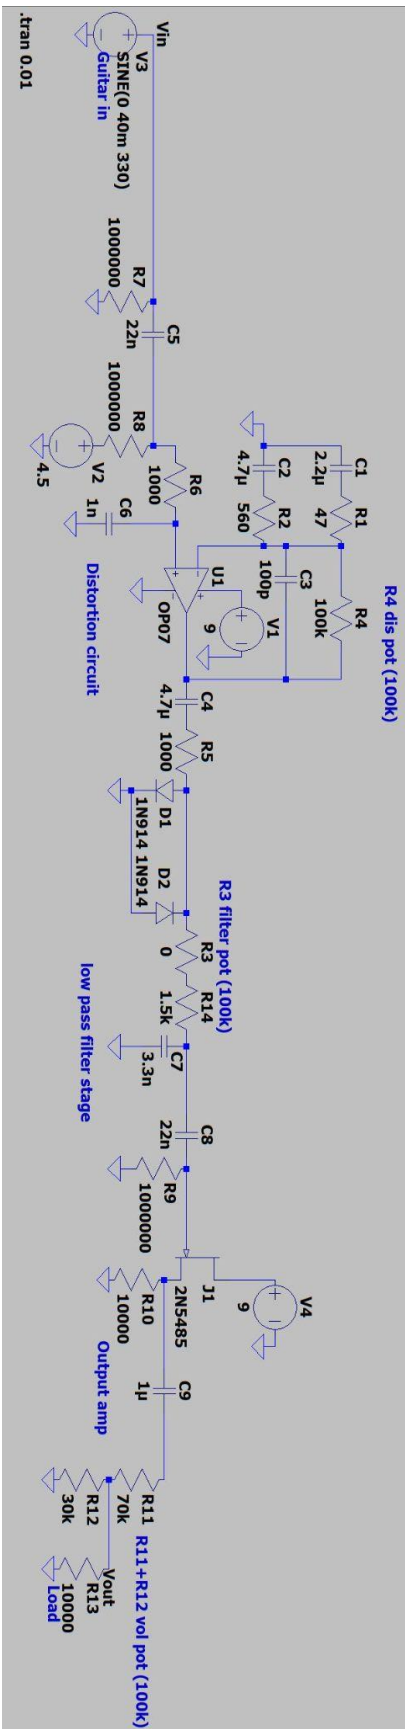 .tran 0.01
Vin
V3
SINE(0 40m 330)
Guitar in
R7
1000000
C5
22n
R8
1000000
V2
4.5
R6
1000
C6
1n
C1
2.2µ
R1
47
C2
4.7µ
R2
560
C3
100p
R4
100k
R4 dis pot (100k)
U1
OP07
V1
9
Distortion circuit
C4
4.7µ
R5
1000
D1
1N914
D2
1N914
R3
0
R3 filter pot (100k)
R14
1.5k
C7
3.3n
low pass filter stage
C8
22n
R9
1000000
J1
2N5485
V4
9
R10
10000
Output amp
C9
1µ
R11
70k
R12
30k
R11+R12 vol pot (100k)
Vout
R13
10000
Load